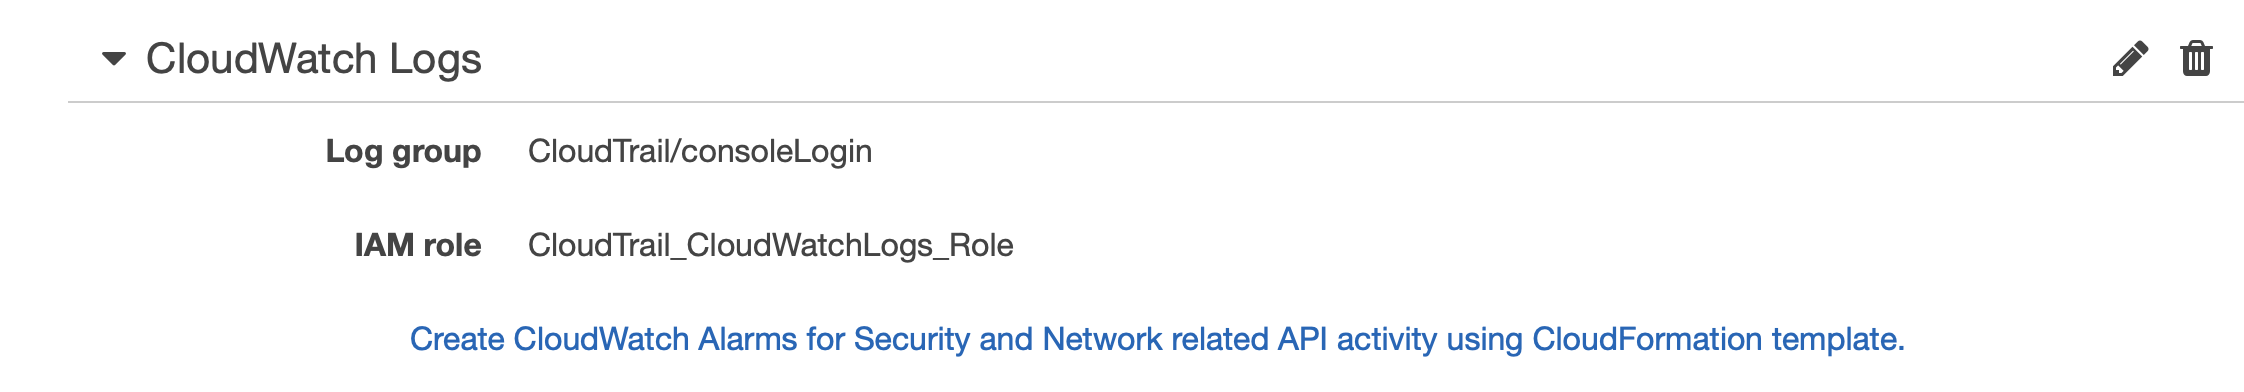 CloudWatch Logs
Log group CloudTrail/consoleLogin
IAM role CloudTrail_CloudWatchLogs_Role
Create CloudWatch Alarms for Security and Network related API activity using CloudFormation template.